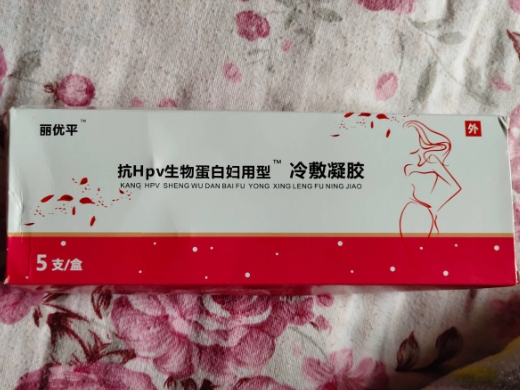 丽优平™
外
抗Hpv生物蛋白妇用型™ 冷敷凝胶
KANG HPV SHENG WU DAN BAI FU YONG XING LENG FU NING JIAO
5支/盒